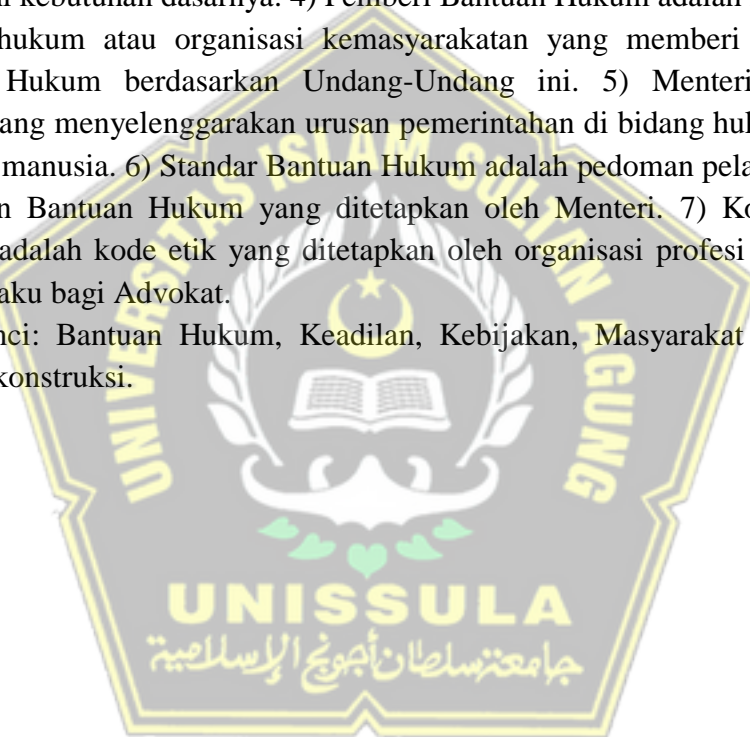 kebutuhan dasarnya. 4) Pemberi Bantuan Hukum adalah
hukum atau organisasi kemasyarakatan yang memberi
Hukum berdasarkan Undang-Undang ini. 5) Menteri
ang menyelenggarakan urusan pemerintahan di bidang huk
manusia. 6) Standar Bantuan Hukum adalah pedoman pela
n Bantuan Hukum yang ditetapkan oleh Menteri. 7) Ko
adalah kode etik yang ditetapkan oleh organisasi profesi
aku bagi Advokat.
nci: Bantuan Hukum, Keadilan, Kebijakan, Masyarakat
konstruksi.
UNIVERSITAS ISLAM SULTAN AGUNG
UNISSULA
جامعة سلطان أجونج الإسلامية